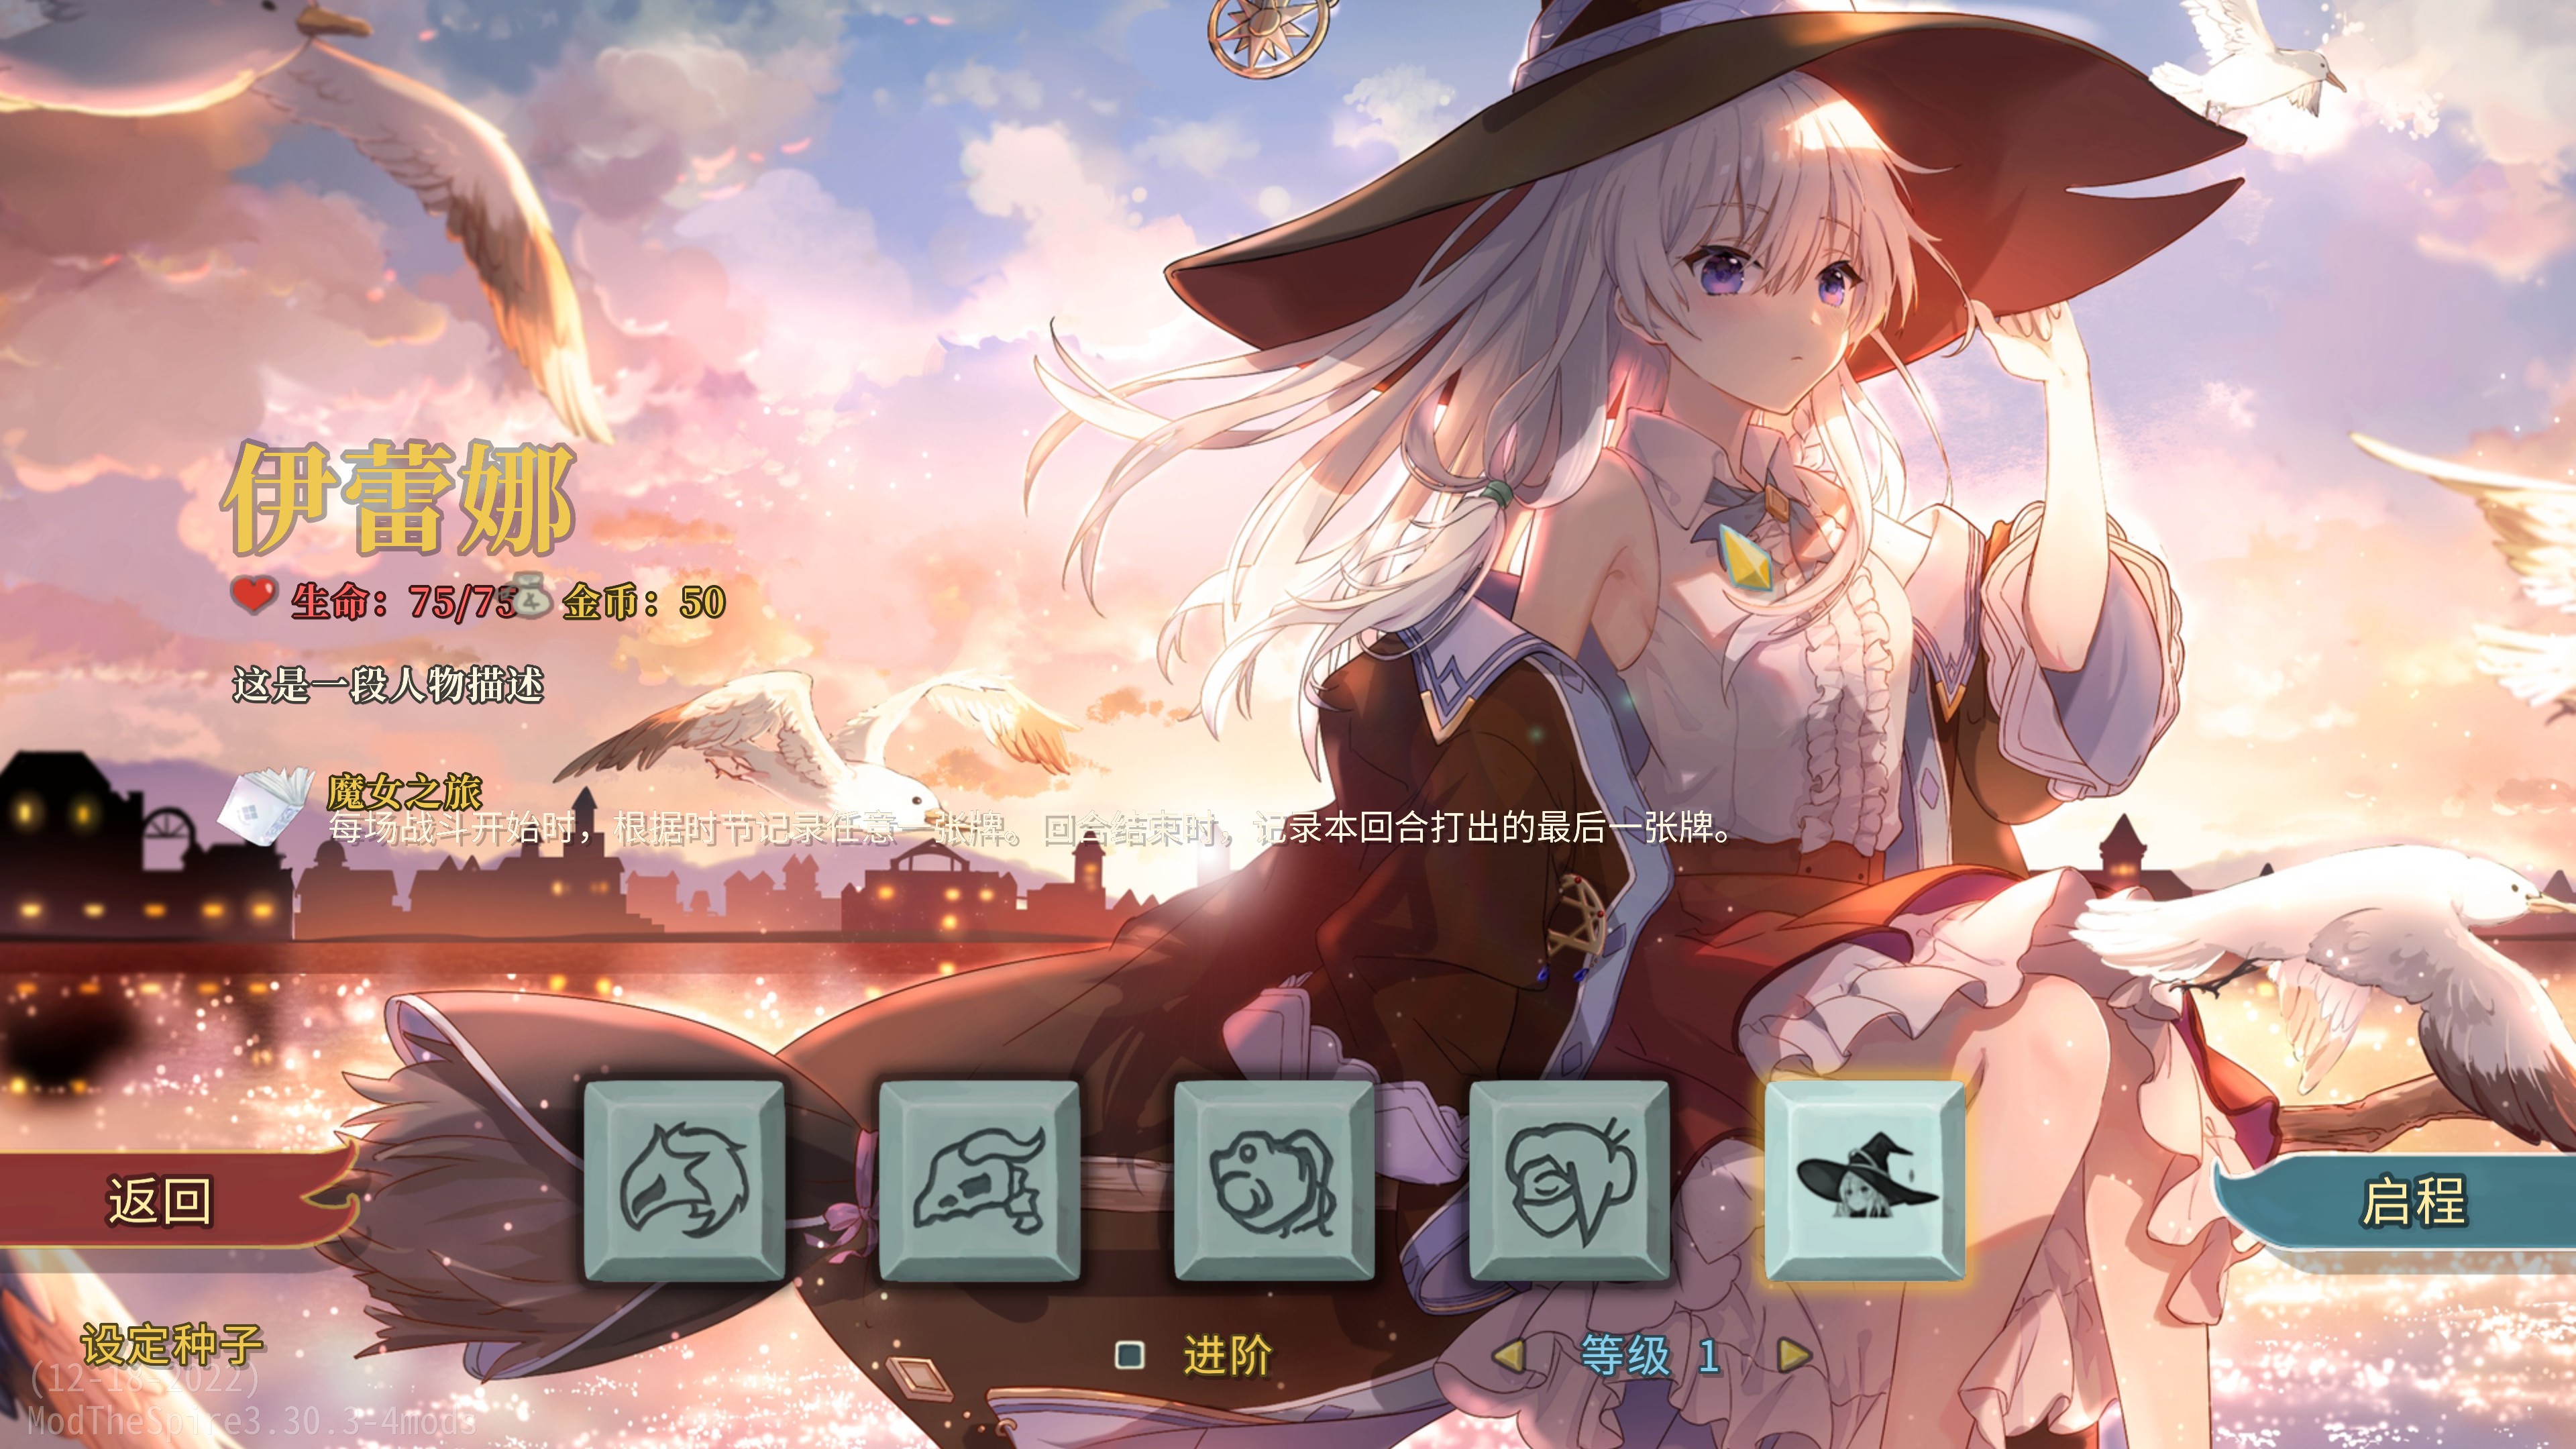 伊蕾娜
生命：75/75 金币：50
这是一段人物描述
魔女之旅
每场战斗开始时，根据时节记录任意一张牌。回合结束时，记录本回合打出的最后一张牌。
返回
启程
设定种子
进阶
等级 1
(12-18-2022)
ModTheSpire3.30.3-4mods